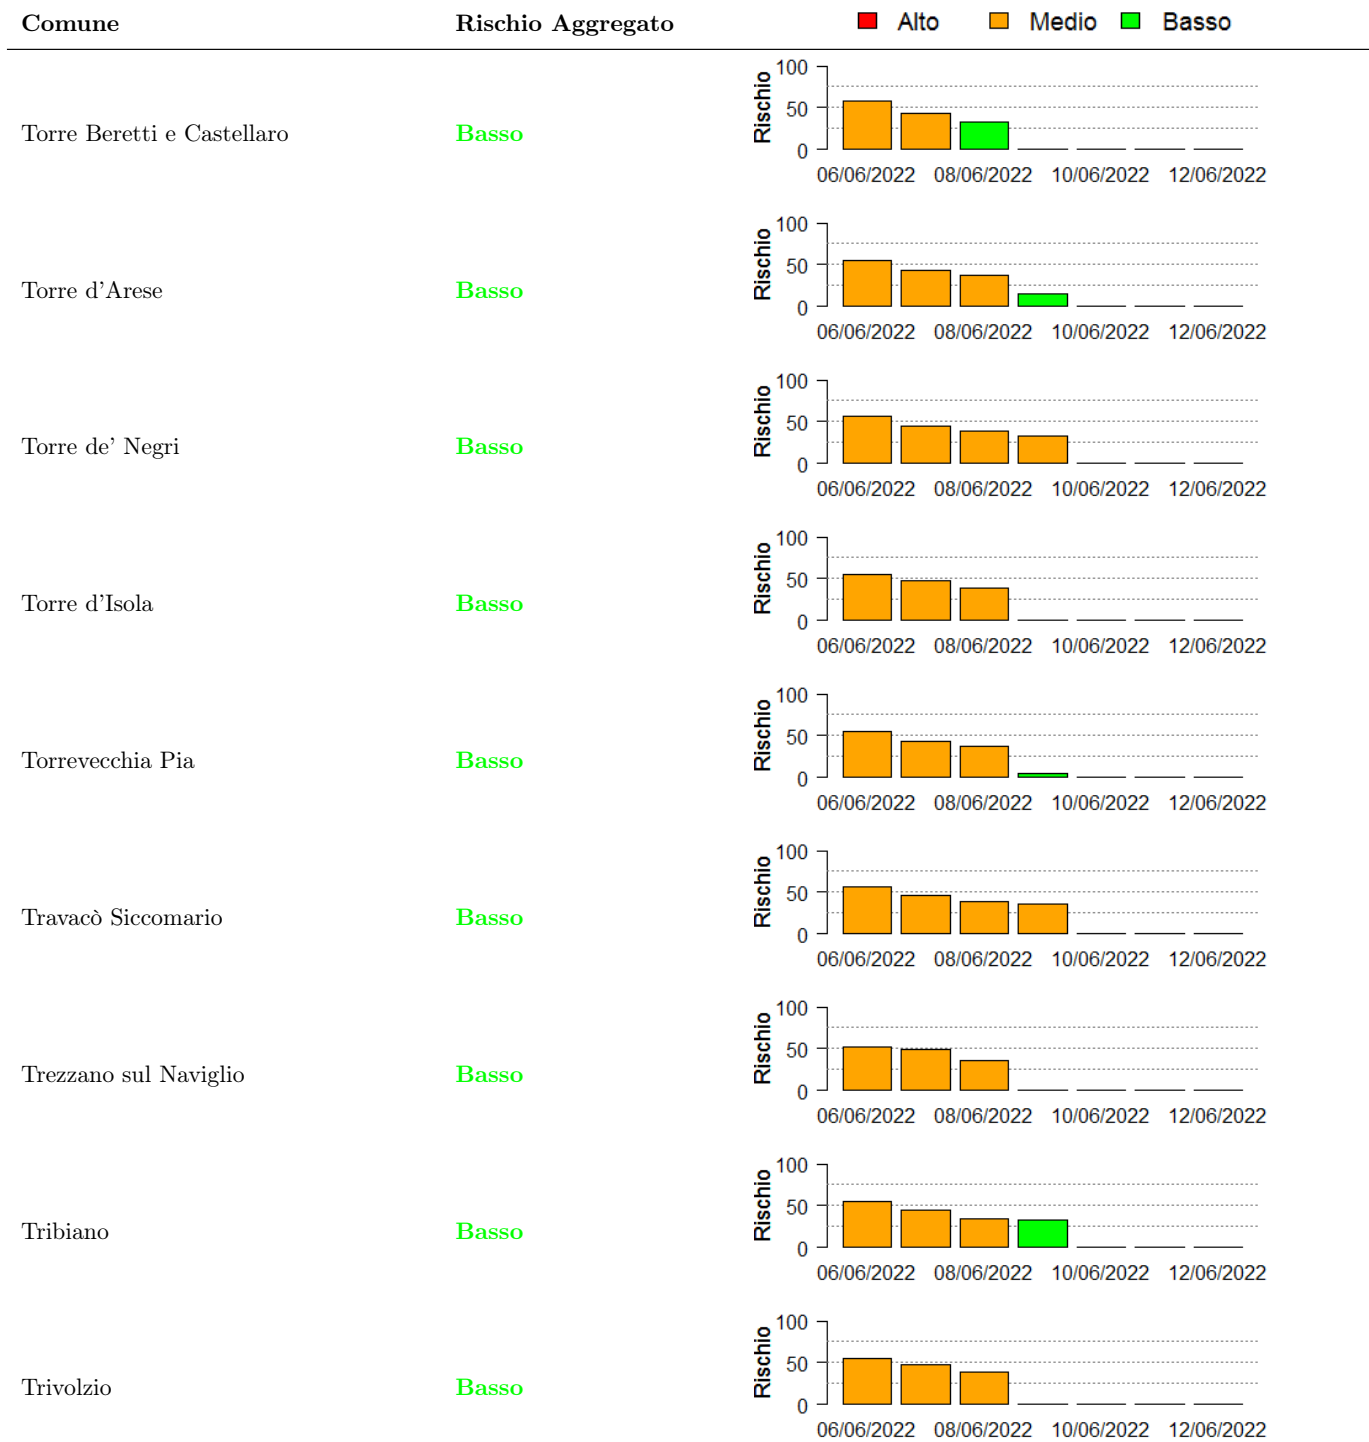 Comune Rischio Aggregato Alto Medio Basso
100
50
0
Rischio
Torre Beretti e Castellaro Basso
06/06/2022 08/06/2022 10/06/2022 12/06/2022
100
50
0
Rischio
Torre d'Arese Basso
06/06/2022 08/06/2022 10/06/2022 12/06/2022
100
50
0
Rischio
Torre de' Negri Basso
06/06/2022 08/06/2022 10/06/2022 12/06/2022
100
50
0
Rischio
Torre d'Isola Basso
06/06/2022 08/06/2022 10/06/2022 12/06/2022
100
50
0
Rischio
Torrevecchia Pia Basso
06/06/2022 08/06/2022 10/06/2022 12/06/2022
100
50
0
Rischio
Travacò Siccomario Basso
06/06/2022 08/06/2022 10/06/2022 12/06/2022
100
50
0
Rischio
Trezzano sul Naviglio Basso
06/06/2022 08/06/2022 10/06/2022 12/06/2022
100
50
0
Rischio
Tribiano Basso
06/06/2022 08/06/2022 10/06/2022 12/06/2022
100
50
0
Rischio
Trivolzio Basso
06/06/2022 08/06/2022 10/06/2022 12/06/2022